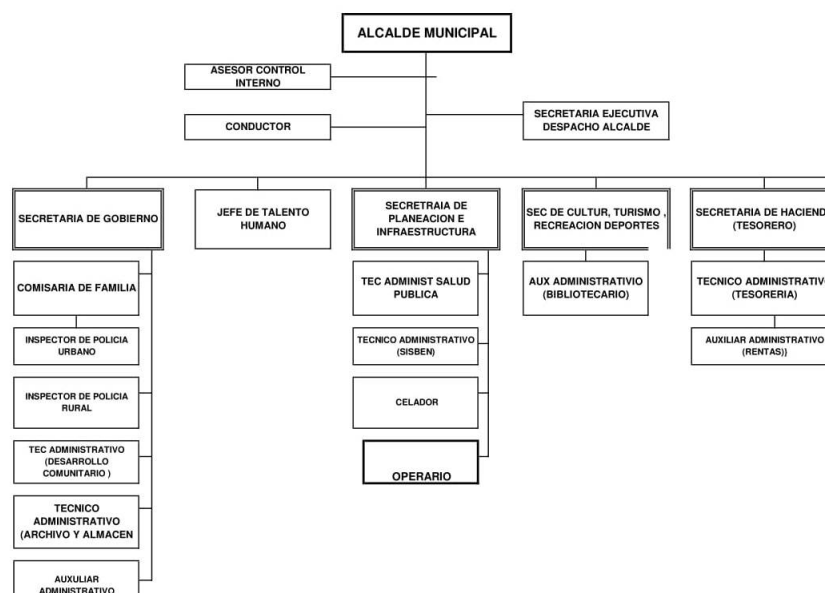 ALCALDE MUNICIPAL
ASESOR CONTROL
INTERNO
SECRETARIA EJECUTIVA
DESPACHO ALCALDE
CONDUCTOR
SECRETARIA DE GOBIERNO
JEFE DE TALENTO
HUMANO
SECRETRAIA DE
PLANEACION E
INFRAESTRUCTURA
SEC DE CULTUR, TURISMO ,
RECREACION DEPORTES
SECRETARIA DE HACIEND
(TESORERO)
COMISARIA DE FAMILIA
TEC ADMINIST SALUD
PUBLICA
AUX ADMINISTRATIVIO
(BIBLIOTECARIO)
TECNICO ADMINISTRATIVO
(TESORERIA)
INSPECTOR DE POLICIA
URBANO
TECNICO ADMINISTRATIVO
(SISBEN)
AUXILIAR ADMINISTRATIVO
(RENTAS))
INSPECTOR DE POLICIA
RURAL
CELADOR
TEC ADMINISTRATIVO
(DESARROLLO
COMUNITARIO )
OPERARIO
TECNICO
ADMINISTRATIVO
(ARCHIVO Y ALMACEN
AUXULIAR
ADMINISTRATIVO